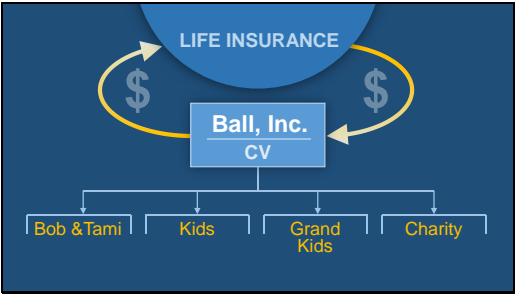 LIFE INSURANCE
$ $
Ball, Inc.
CV
Bob &Tami
Kids
Grand
Kids
Charity